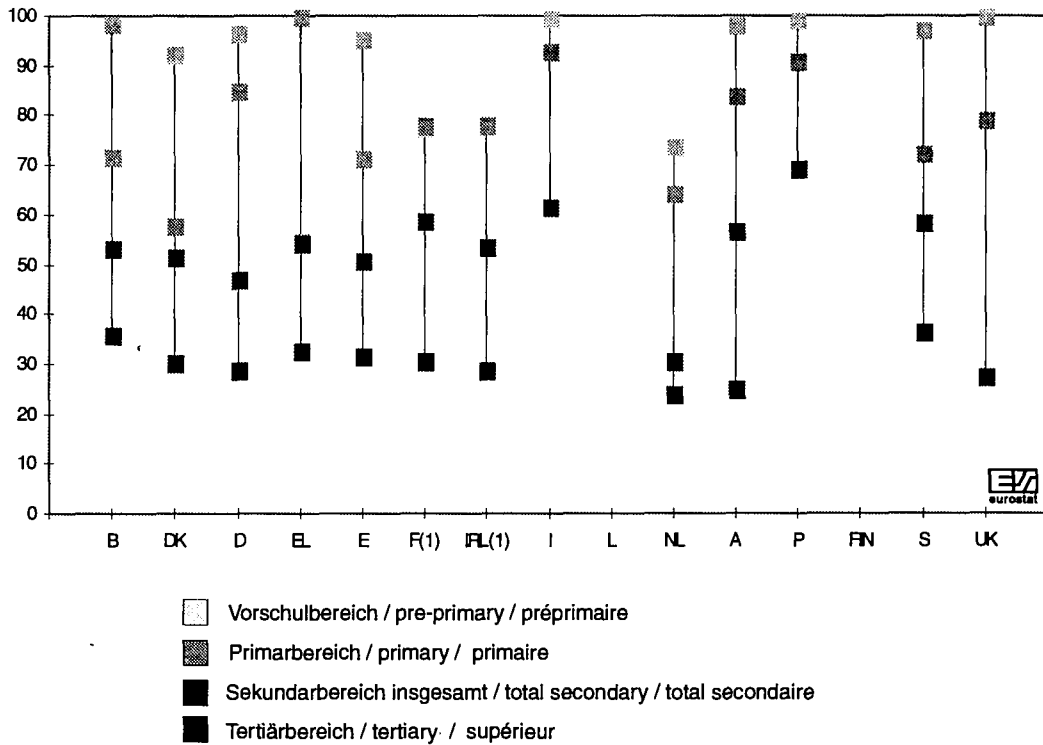 100
90
80
70
60
50
40
30
20
10
0
B DK D EL E F(1) IRL(1) I L NL A P FIN S UK
eurostat
Vorschulbereich / pre-primary / préprimaire
Primarbereich / primary / primaire
Sekundarbereich insgesamt / total secondary / total secondaire
Tertiärbereich / tertiary / supérieur